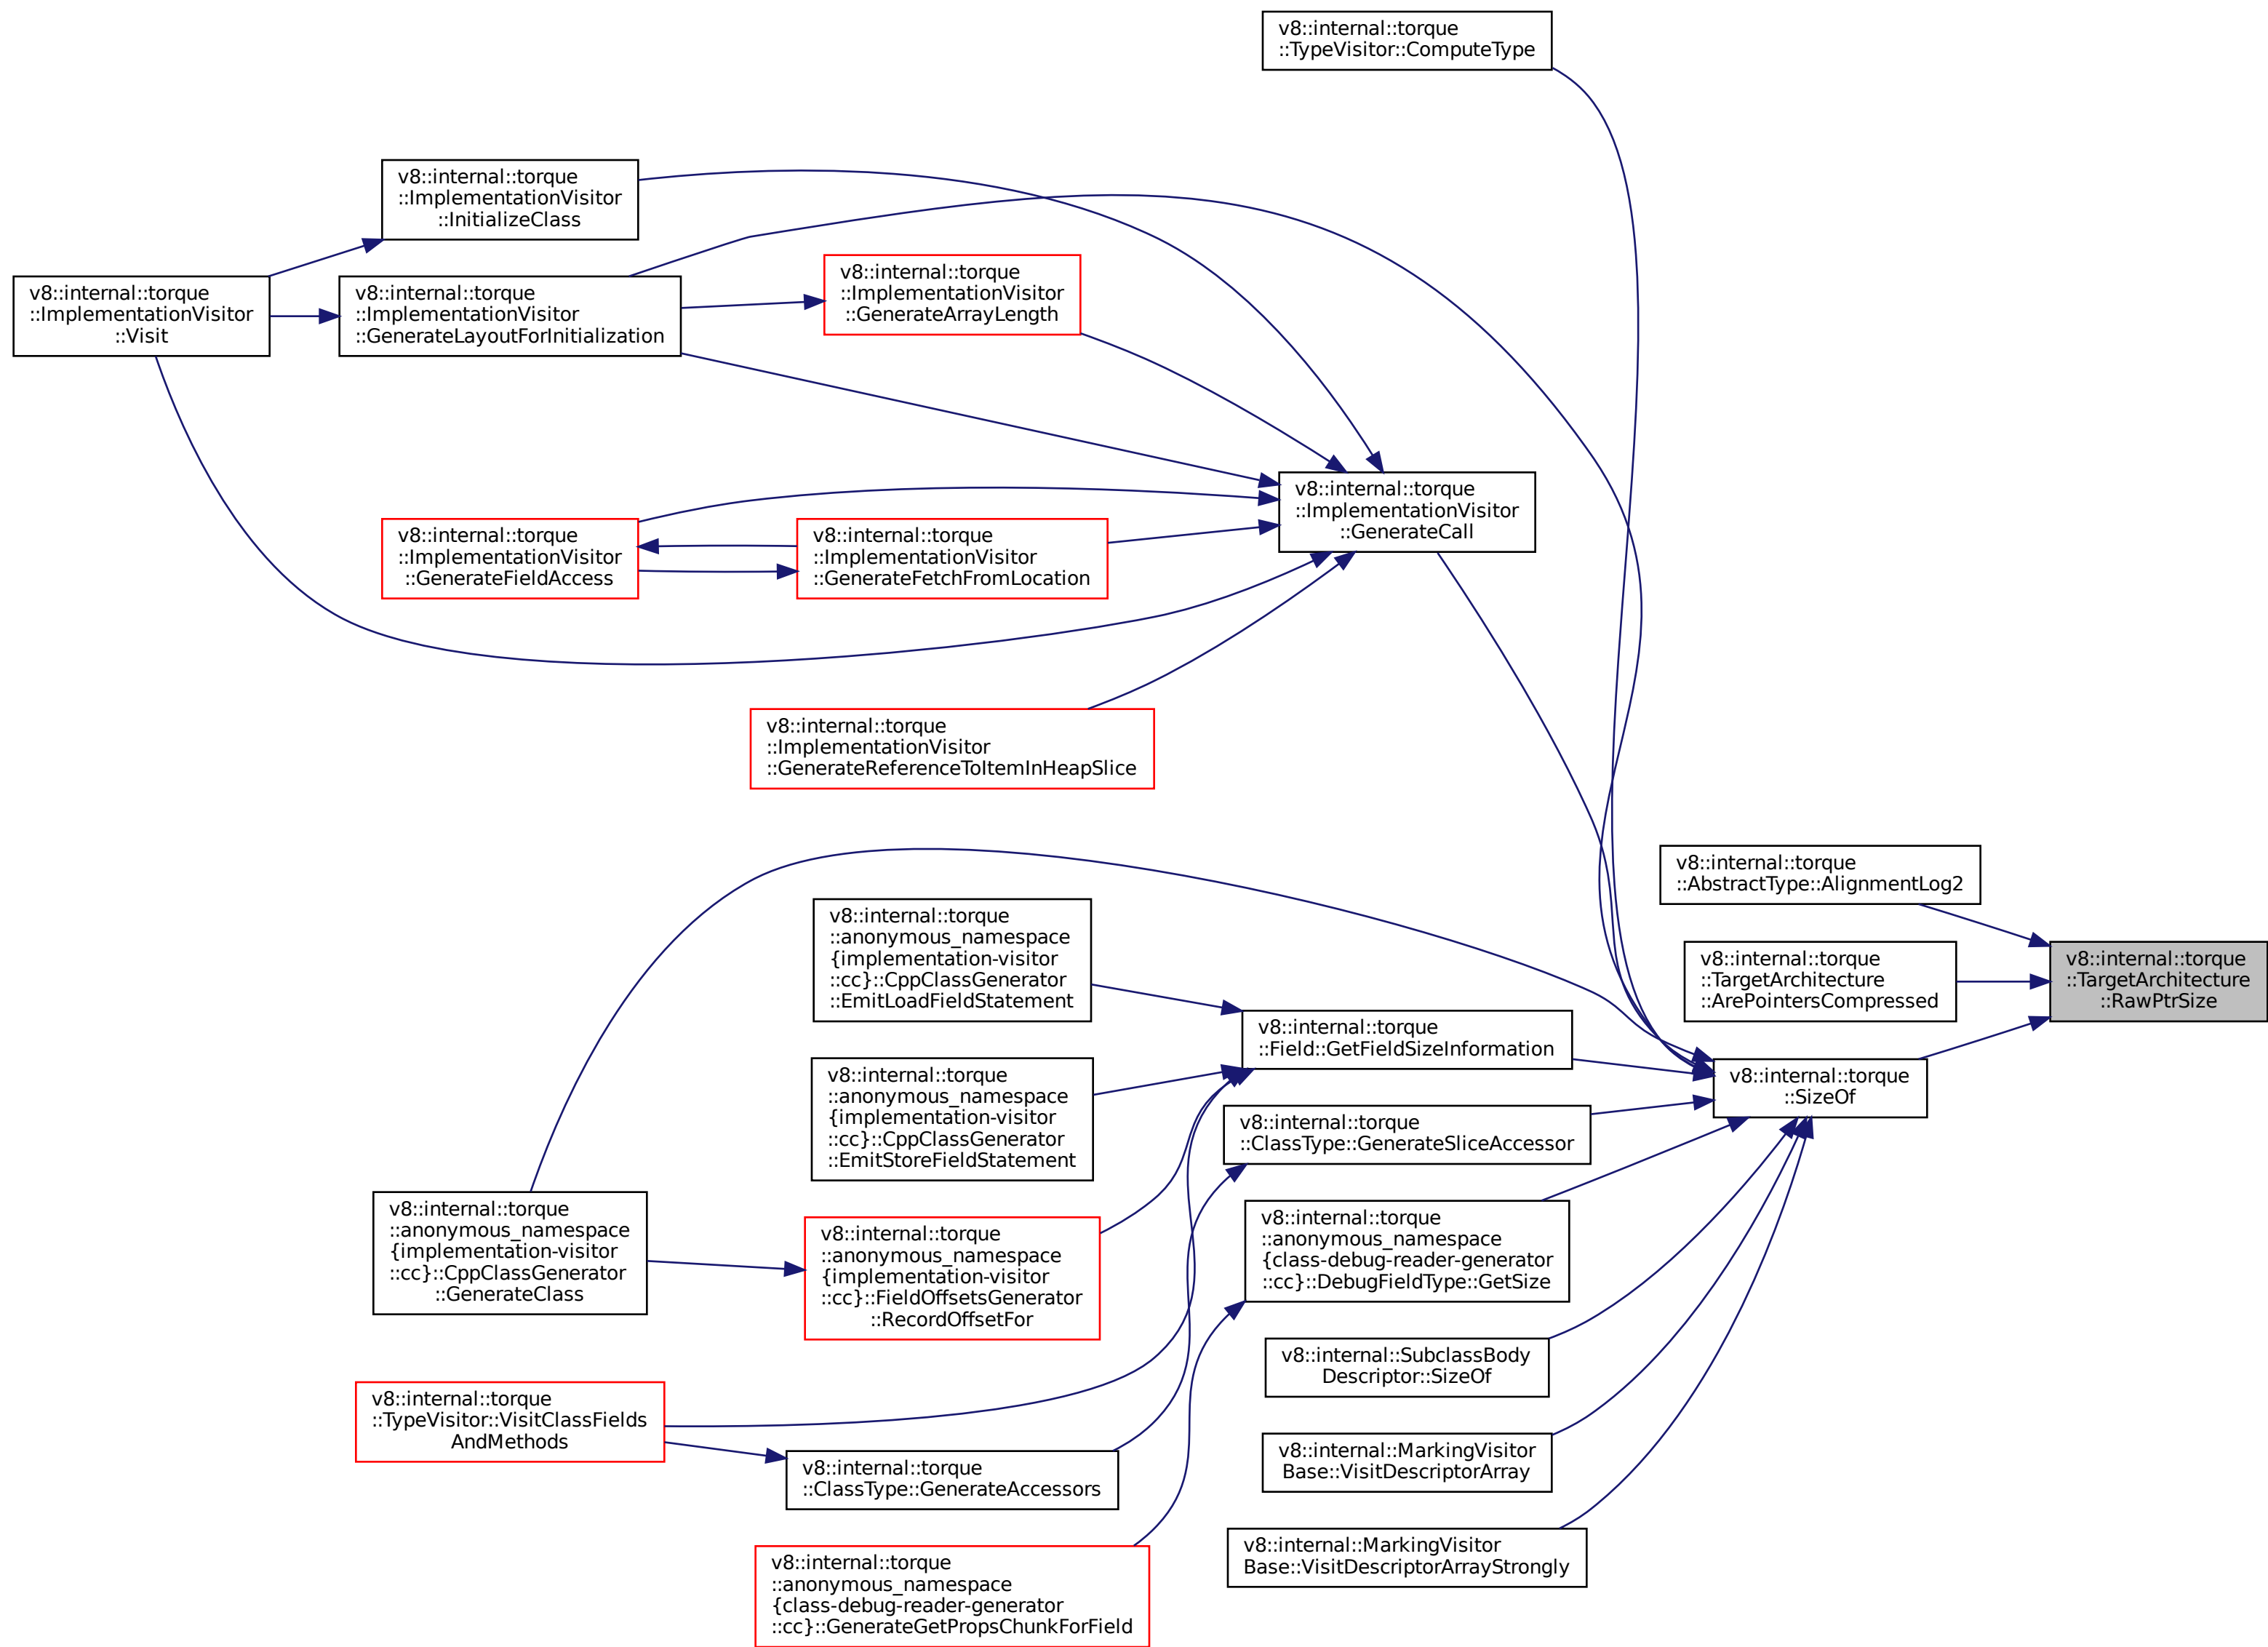 v8::internal::torque
::TypeVisitor::ComputeType
v8::internal::torque
::ImplementationVisitor
::InitializeClass
v8::internal::torque
::ImplementationVisitor
::GenerateArrayLength
v8::internal::torque
::ImplementationVisitor
::Visit
v8::internal::torque
::ImplementationVisitor
::GenerateLayoutForInitialization
v8::internal::torque
::ImplementationVisitor
::GenerateCall
v8::internal::torque
::ImplementationVisitor
::GenerateFieldAccess
v8::internal::torque
::ImplementationVisitor
::GenerateFetchFromLocation
v8::internal::torque
::ImplementationVisitor
::GenerateReferenceToItemInHeapSlice
v8::internal::torque
::AbstractType::AlignmentLog2
v8::internal::torque
::anonymous_namespace
{implementation-visitor
::cc}::CppClassGenerator
::EmitLoadFieldStatement
v8::internal::torque
::TargetArchitecture
::ArePointersCompressed
v8::internal::torque
::TargetArchitecture
::RawPtrSize
v8::internal::torque
::Field::GetFieldSizeInformation
v8::internal::torque
::anonymous_namespace
{implementation-visitor
::cc}::CppClassGenerator
::EmitStoreFieldStatement
v8::internal::torque
::SizeOf
v8::internal::torque
::ClassType::GenerateSliceAccessor
v8::internal::torque
::anonymous_namespace
{implementation-visitor
::cc}::CppClassGenerator
::GenerateClass
v8::internal::torque
::anonymous_namespace
{implementation-visitor
::cc}::FieldOffsetsGenerator
::RecordOffsetFor
v8::internal::torque
::anonymous_namespace
{class-debug-reader-generator
::cc}::DebugFieldType::GetSize
v8::internal::SubclassBody
Descriptor::SizeOf
v8::internal::torque
::TypeVisitor::VisitClassFields
AndMethods
v8::internal::MarkingVisitor
Base::VisitDescriptorArray
v8::internal::torque
::ClassType::GenerateAccessors
v8::internal::MarkingVisitor
Base::VisitDescriptorArrayStrongly
v8::internal::torque
::anonymous_namespace
{class-debug-reader-generator
::cc}::GenerateGetPropsChunkForField